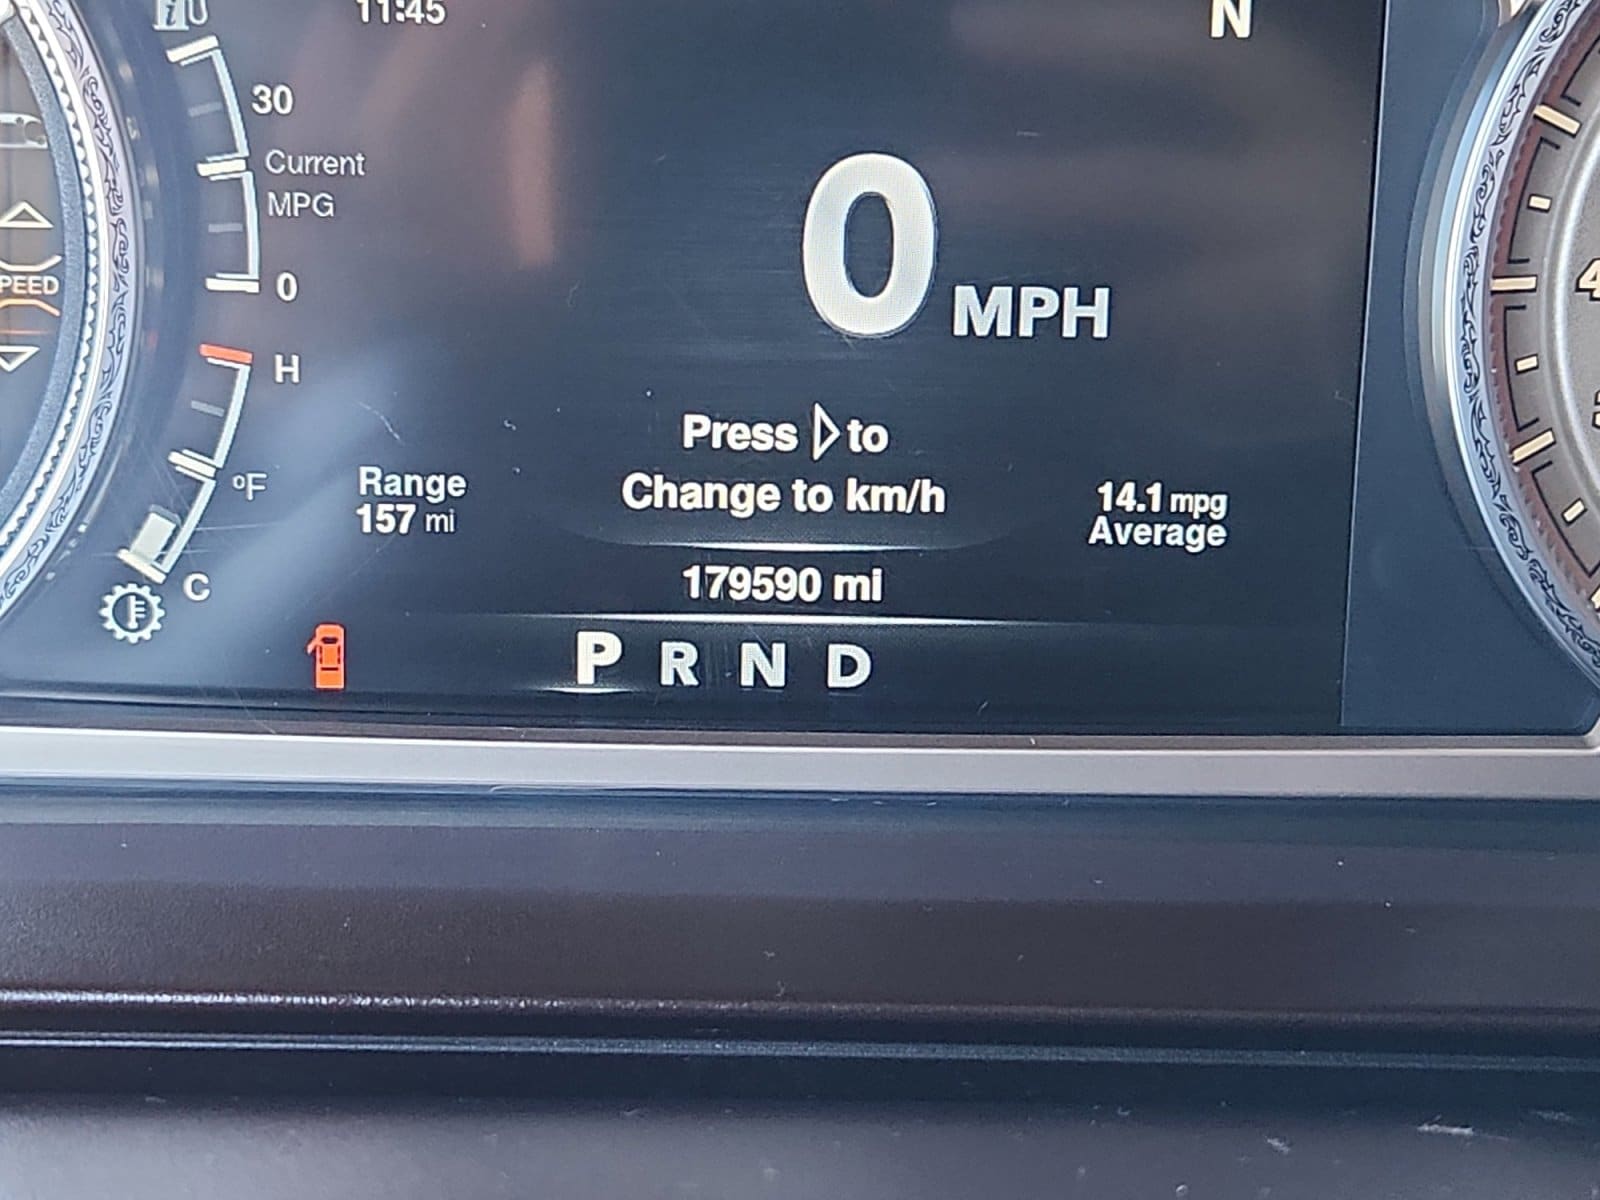 11:45
N
30
Current
MPG
0
H
0 MPH
Press ▷ to
Change to km/h
°F
Range
157 mi
14.1 mpg
Average
C
179590 mi
P R N D